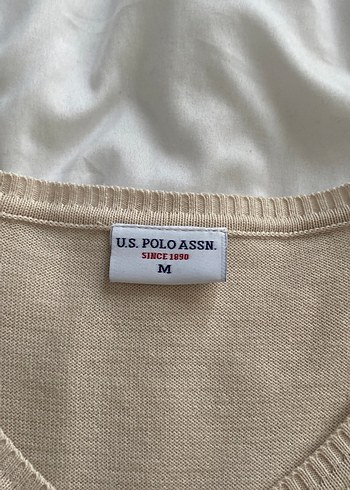 U.S. POLO ASSN.
SINCE 1890
M